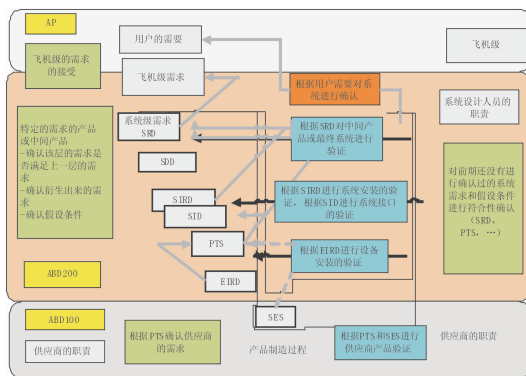 AP
用户的需要
飞机级
飞机级的需求
的接受
飞机级需求
根据用户需要对系
统进行确认
系统设计人员的
职责
特定的需求的产品
或中间产品
-确认该层的需求是
否满足上一层的需
求
-确认衍生出来的需
求
-确认假设条件
系统级需求
SRD
根据SRD对中间产
品或最终系统进行
验证
SDD
对前期还没有进
行确认过的系统
需求和假设条件
进行符合性确认
(SRD,
PTS, …)
根据SIRD进行系统安装的验
证,根据SID进行系统接口
的验证
SIRD
SID
PTS
根据EIRD进行设备
安装的验证
EIRD
ABD200
ABD100
SES
供应商的职责
根据PTS确认供应商
的需求
产品制造过程
根据PTS和SES进行
供应商产品验证
供应商的职责